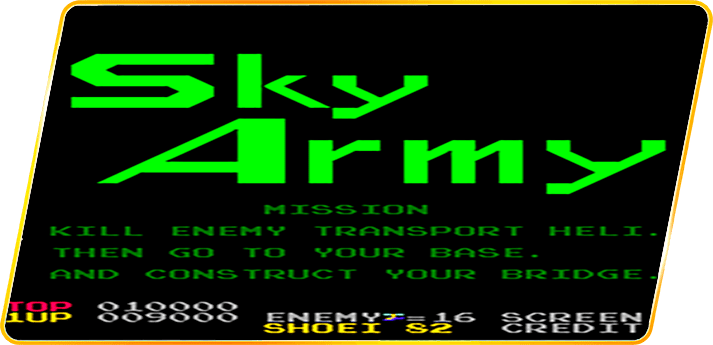 Sky
Army
MISSION
KILL ENEMY TRANSPORT HELI.
THEN GO TO YOUR BASE.
AND CONSTRUCT YOUR BRIDGE.
TOP 010000
1UP 009000 ENEMY =16 SCREEN
SHOEI 82 CREDIT